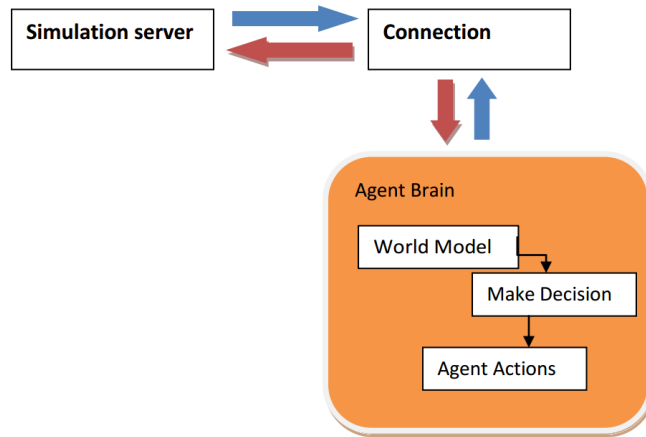 Simulation server
Connection
Agent Brain
World Model
Make Decision
Agent Actions